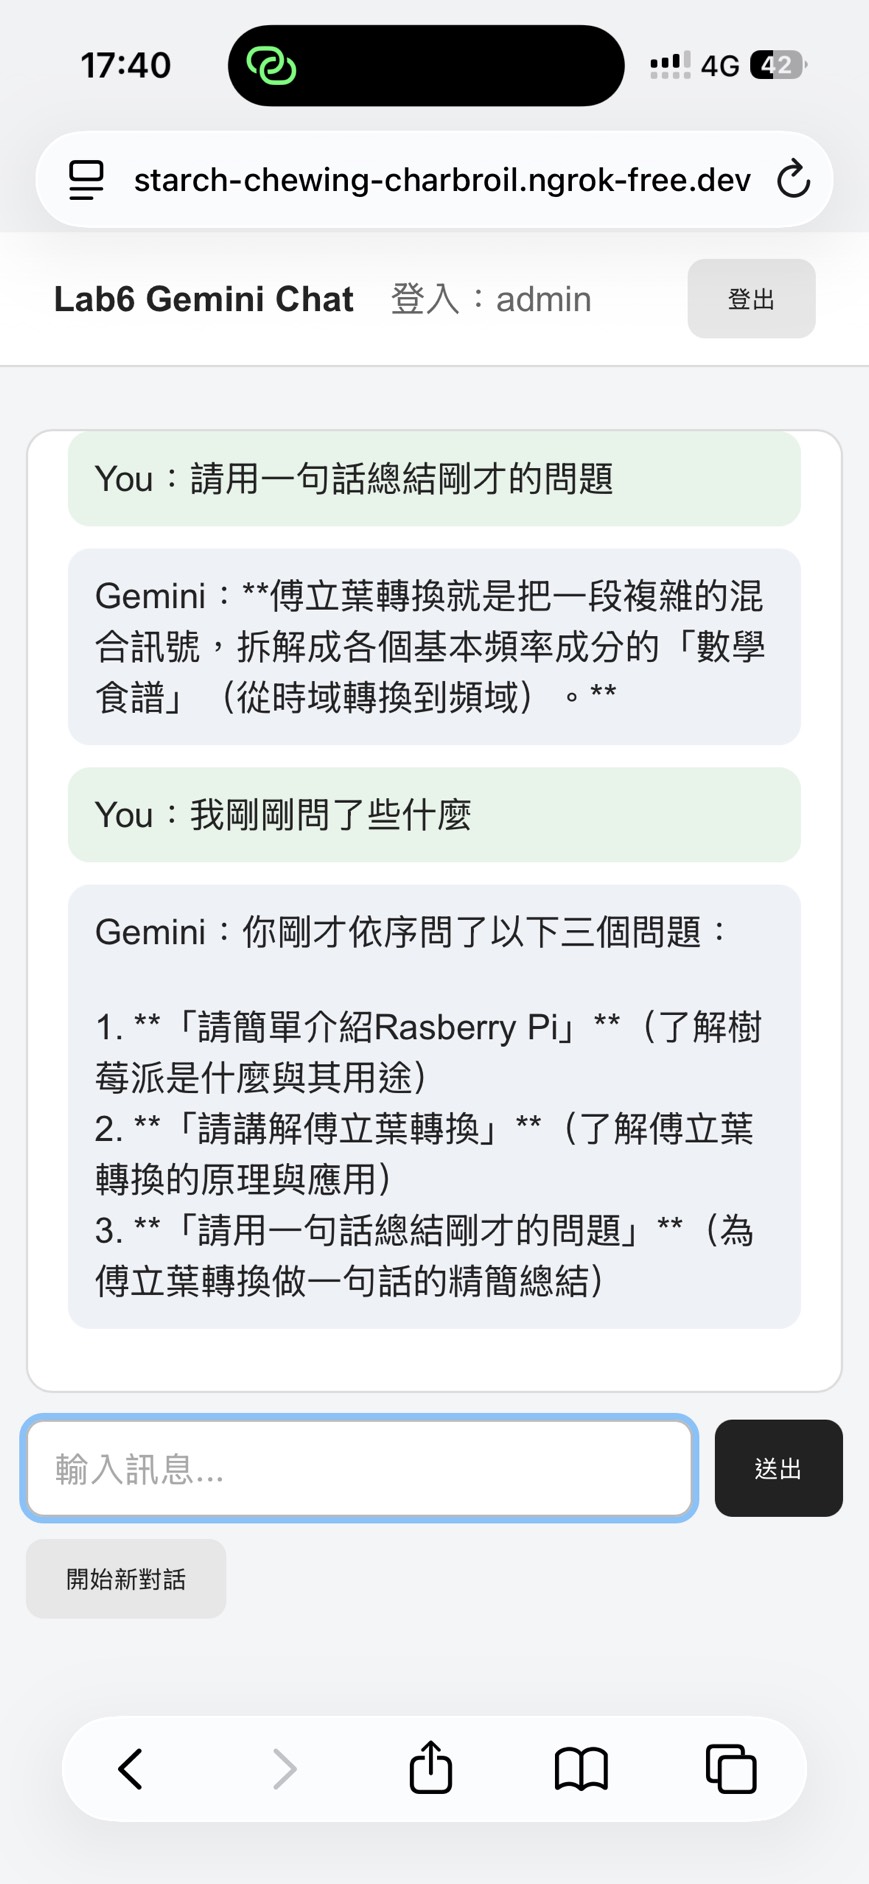 17:40
4G 42
starch-chewing-charbroil.ngrok-free.dev
Lab6 Gemini Chat 登入：admin 登出
You：請用一句話總結剛才的問題
Gemini：**傅立葉轉換就是把一段複雜的混
合訊號，拆解成各個基本頻率成分的「數學
食譜」（從時域轉換到頻域）。**
You：我剛剛問了些什麼
Gemini：你剛才依序問了以下三個問題：
1. **「請簡單介紹Rasberry Pi」**（了解樹
莓派是什麼與其用途）
2. **「請講解傅立葉轉換」**（了解傅立葉
轉換的原理與應用）
3. **「請用一句話總結剛才的問題」**（為
傅立葉轉換做一句話的精簡總結）
輸入訊息...
送出
開始新對話